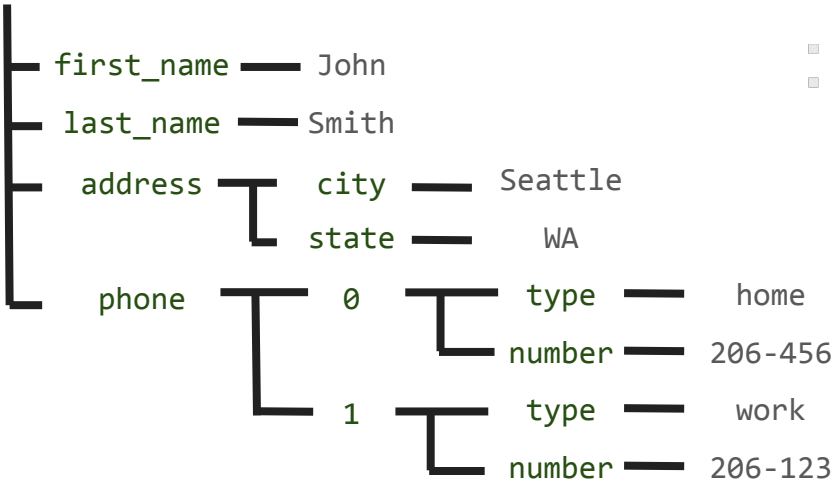 first_name John
last_name Smith
address city Seattle
state WA
phone 0 type home
number 206-456
1 type work
number 206-123